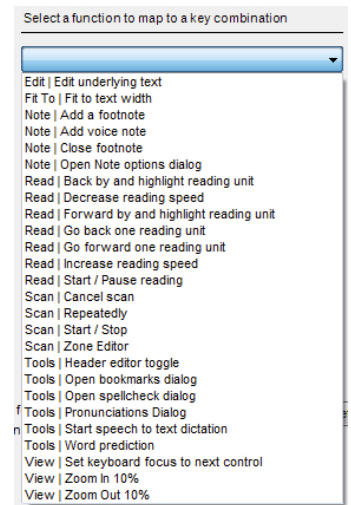 Select a function to map to a key combination
Edit | Edit underlying text
Fit To | Fit to text width
Note | Add a footnote
Note | Add voice note
Note | Close footnote
Note | Open Note options dialog
Read | Back by and highlight reading unit
Read | Decrease reading speed
Read | Forward by and highlight reading unit
Read | Go back one reading unit
Read | Go forward one reading unit
Read | Increase reading speed
Read | Start / Pause reading
Scan | Cancel scan
Scan | Repeatedly
Scan | Start / Stop
Scan | Zone Editor
Tools | Header editor toggle
Tools | Open bookmarks dialog
Tools | Open spellcheck dialog
Tools | Pronunciations Dialog
Tools | Start speech to text dictation
Tools | Word prediction
View | Set keyboard focus to next control
View | Zoom In 10%
View | Zoom Out 10%